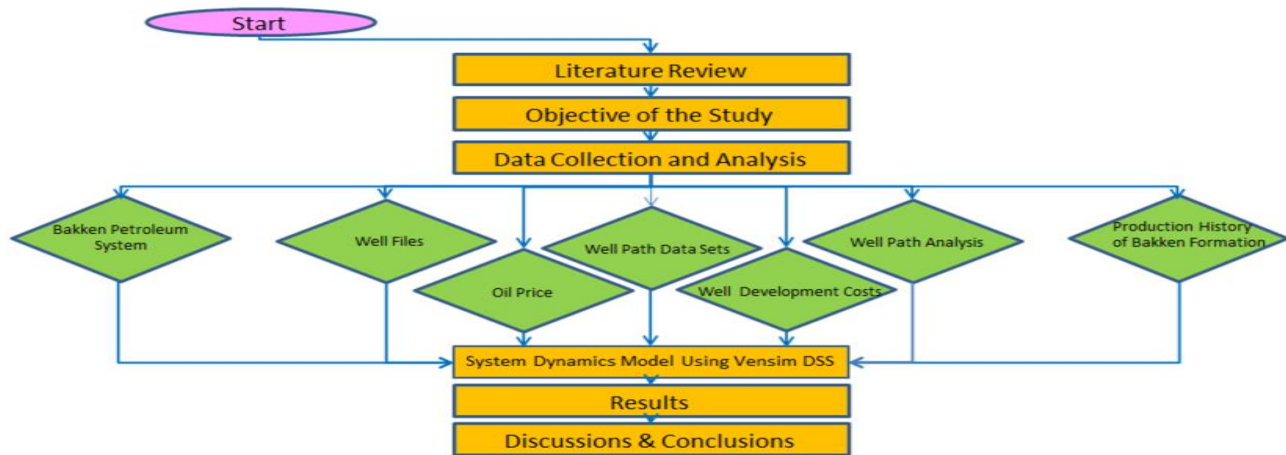 Start
Literature Review
Objective of the Study
Data Collection and Analysis
Bakken Petroleum
System
Well Files
Oil Price
Well Path Data Sets
Well Development Costs
Well Path Analysis
Production History
of Bakken Formation
System Dynamics Model Using Vensim DSS
Results
Discussions & Conclusions